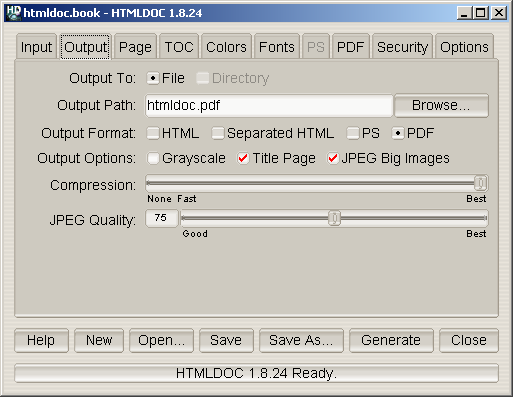 HD htmldoc.book - HTMLDOC 1.8.24
Input Output Page TOC Colors Fonts PS PDF Security Options
Output To: File Directory
Output Path: htmldoc.pdf Browse...
Output Format: HTML Separated HTML PS PDF
Output Options: Grayscale Title Page JPEG Big Images
Compression:
None Fast Best
JPEG Quality: 75
Good Best
Help New Open... Save Save As... Generate Close
HTMLDOC 1.8.24 Ready.